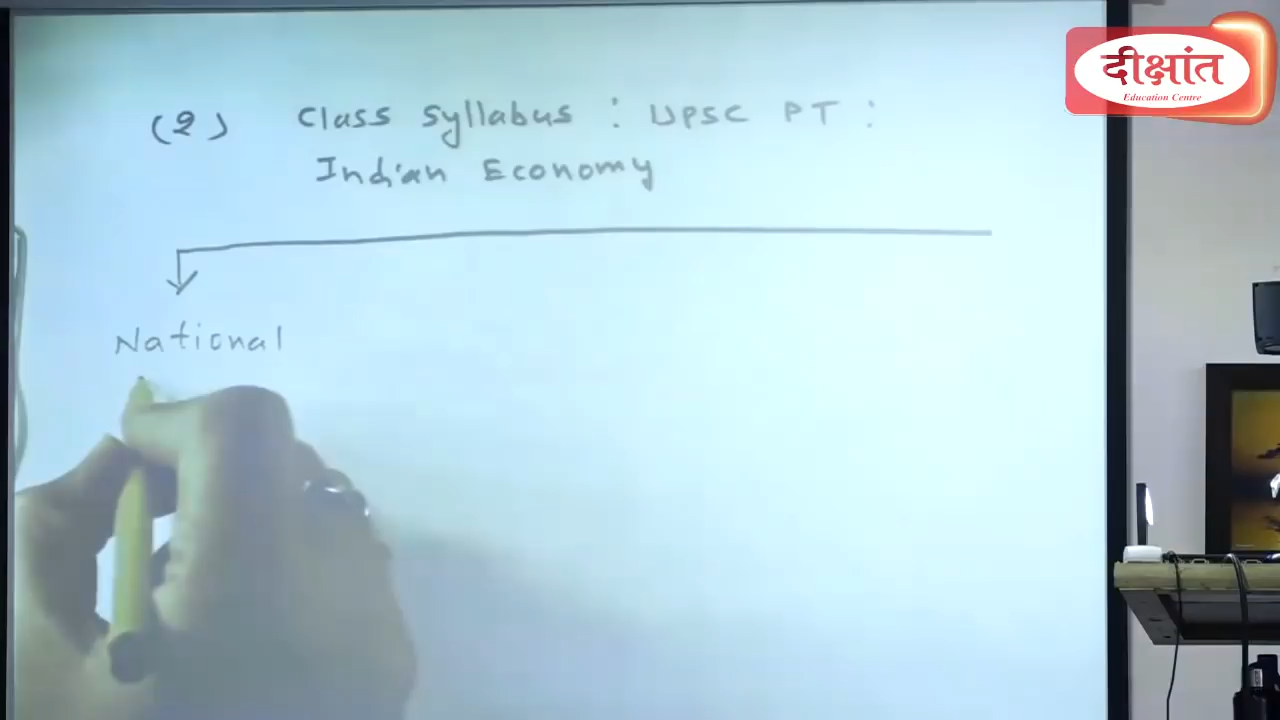 दीक्षांत
Education Centre
(2) Class Syllabus : UPSC PT :
Indian Economy
National